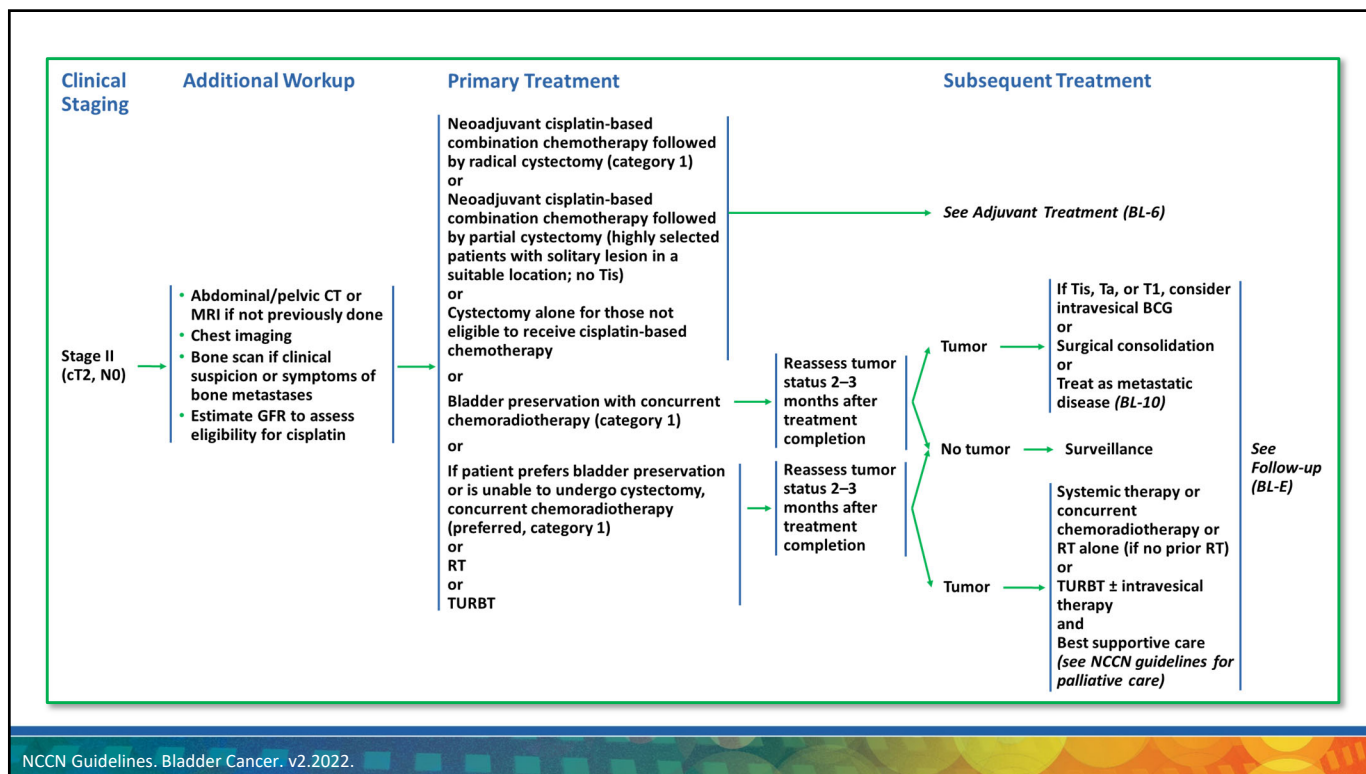 Clinical
Staging
Additional Workup
Primary Treatment
Subsequent Treatment
Stage II
(cT2, N0)
• Abdominal/pelvic CT or
MRI if not previously done
• Chest imaging
• Bone scan if clinical
suspicion or symptoms of
bone metastases
• Estimate GFR to assess
eligibility for cisplatin
Neoadjuvant cisplatin-based
combination chemotherapy followed
by radical cystectomy (category 1)
or
Neoadjuvant cisplatin-based
combination chemotherapy followed
by partial cystectomy (highly selected
patients with solitary lesion in a
suitable location; no Tis)
or
Cystectomy alone for those not
eligible to receive cisplatin-based
chemotherapy
or
Bladder preservation with concurrent
chemoradiotherapy (category 1)
or
If patient prefers bladder preservation
or is unable to undergo cystectomy,
concurrent chemoradiotherapy
(preferred, category 1)
or
RT
or
TURBT
Reassess tumor
status 2–3
months after
treatment
completion
Reassess tumor
status 2–3
months after
treatment
completion
See Adjuvant Treatment (BL-6)
Tumor
If Tis, Ta, or T1, consider
intravesical BCG
or
Surgical consolidation
or
Treat as metastatic
disease (BL-10)
No tumor
Surveillance
Tumor
Systemic therapy or
concurrent
chemoradiotherapy or
RT alone (if no prior RT)
or
TURBT ± intravesical
therapy
and
Best supportive care
(see NCCN guidelines for
palliative care)
See
Follow-up
(BL-E)
NCCN Guidelines. Bladder Cancer. v2.2022.